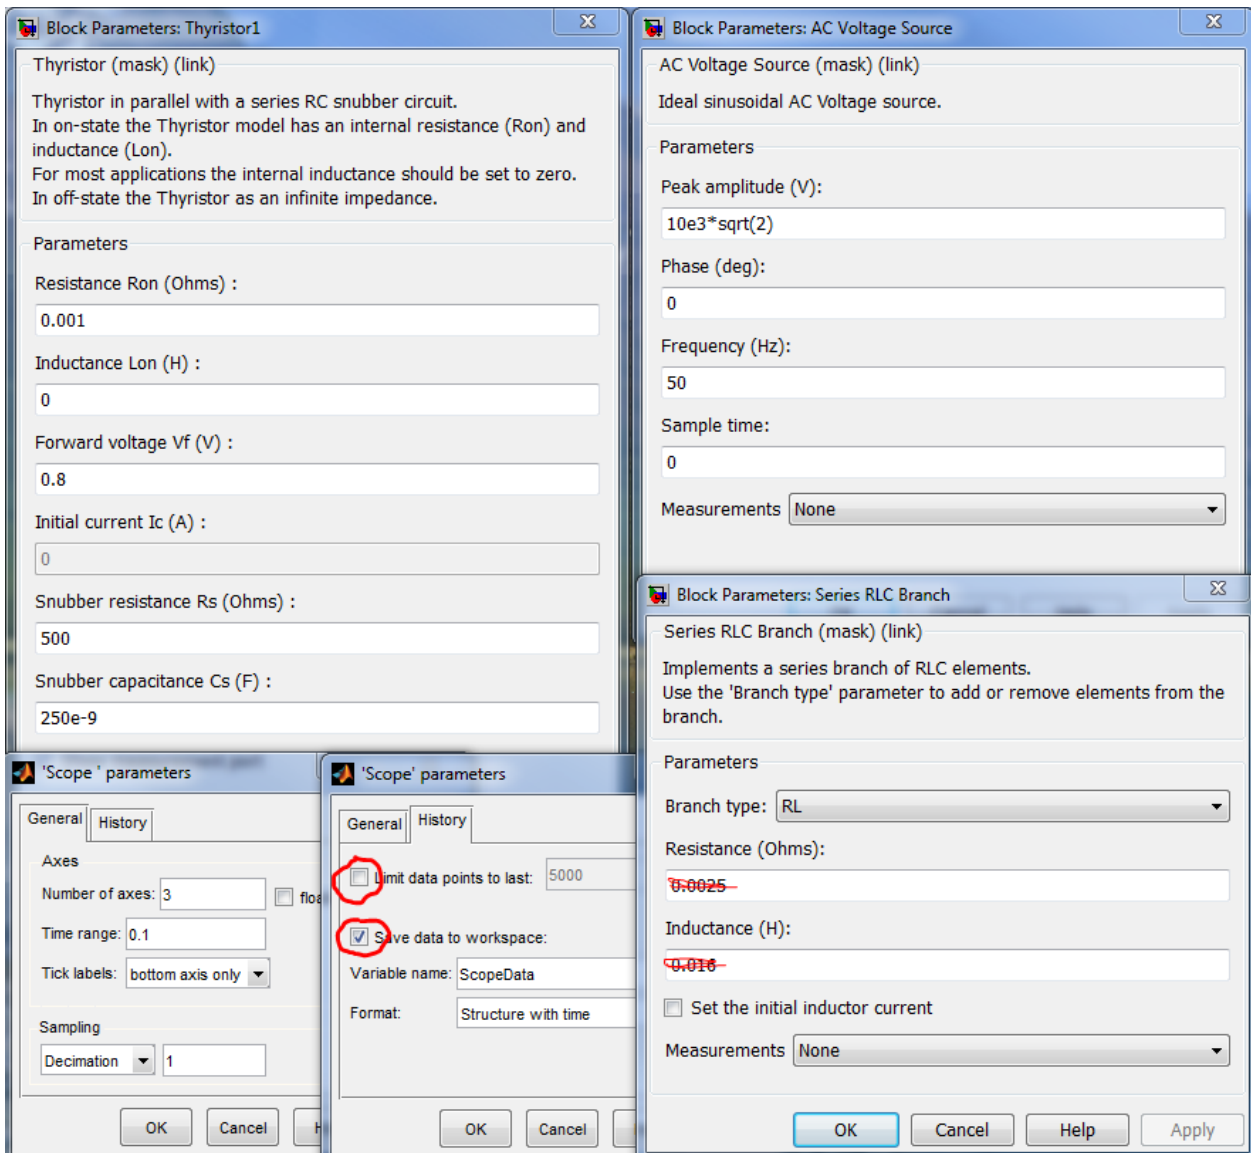 Block Parameters: Thyristor1
Thyristor (mask) (link)
Thyristor in parallel with a series RC snubber circuit.
In on-state the Thyristor model has an internal resistance (Ron) and
inductance (Lon).
For most applications the internal inductance should be set to zero.
In off-state the Thyristor as an infinite impedance.
Parameters
Resistance Ron (Ohms) :
0.001
Inductance Lon (H) :
0
Forward voltage Vf (V) :
0.8
Initial current Ic (A) :
0
Snubber resistance Rs (Ohms) :
500
Snubber capacitance Cs (F) :
250e-9
Block Parameters: AC Voltage Source
AC Voltage Source (mask) (link)
Ideal sinusoidal AC Voltage source.
Parameters
Peak amplitude (V):
10e3*sqrt(2)
Phase (deg):
0
Frequency (Hz):
50
Sample time:
0
Measurements None
'Scope ' parameters
General History
Axes
Number of axes: 3 floa
Time range: 0.1
Tick labels: bottom axis only
Sampling
Decimation 1
OK Cancel H
'Scope' parameters
General History
Limit data points to last: 5000
Save data to workspace:
Variable name: ScopeData
Format: Structure with time
OK Cancel
Block Parameters: Series RLC Branch
Series RLC Branch (mask) (link)
Implements a series branch of RLC elements.
Use the 'Branch type' parameter to add or remove elements from the
branch.
Parameters
Branch type: RL
Resistance (Ohms):
0.0025
Inductance (H):
0.016
Set the initial inductor current
Measurements None
OK Cancel Help Apply